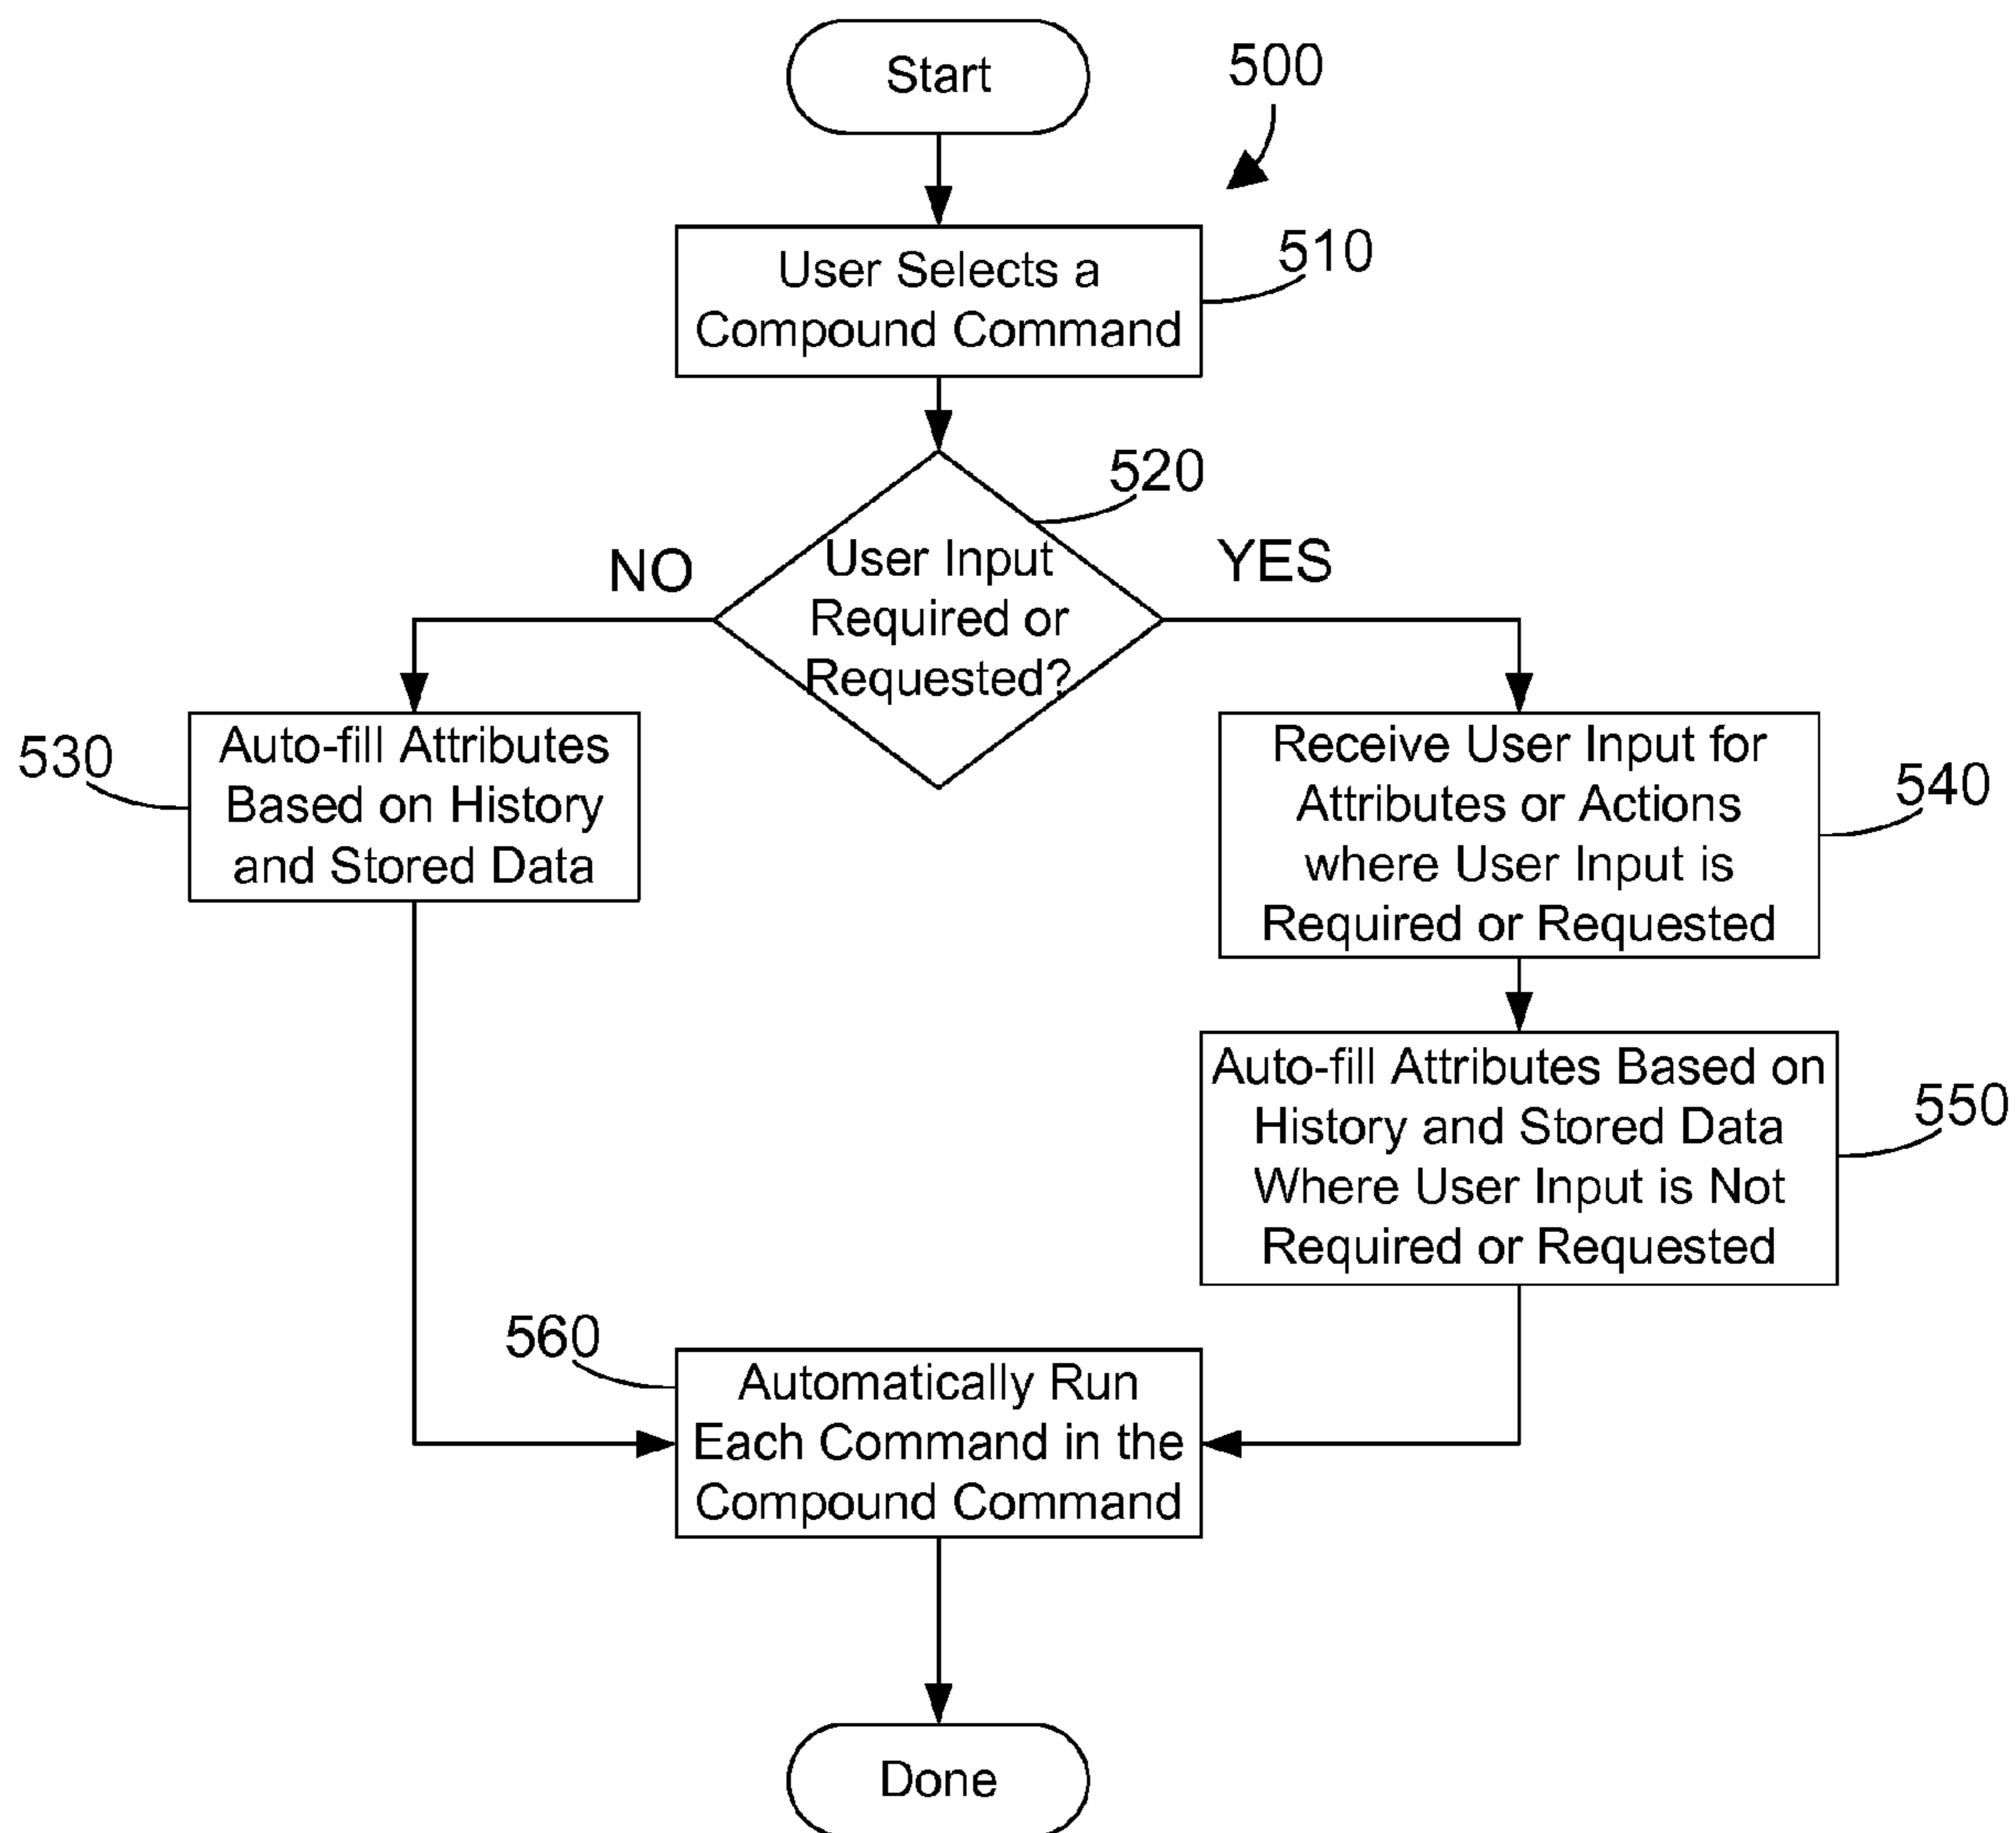 Start
500
User Selects a
Compound Command
510
520
User Input
Required or
Requested?
NO
YES
530
Auto-fill Attributes
Based on History
and Stored Data
Receive User Input for
Attributes or Actions
where User Input is
Required or Requested
540
Auto-fill Attributes Based on
History and Stored Data
Where User Input is Not
Required or Requested
550
560
Automatically Run
Each Command in the
Compound Command
Done